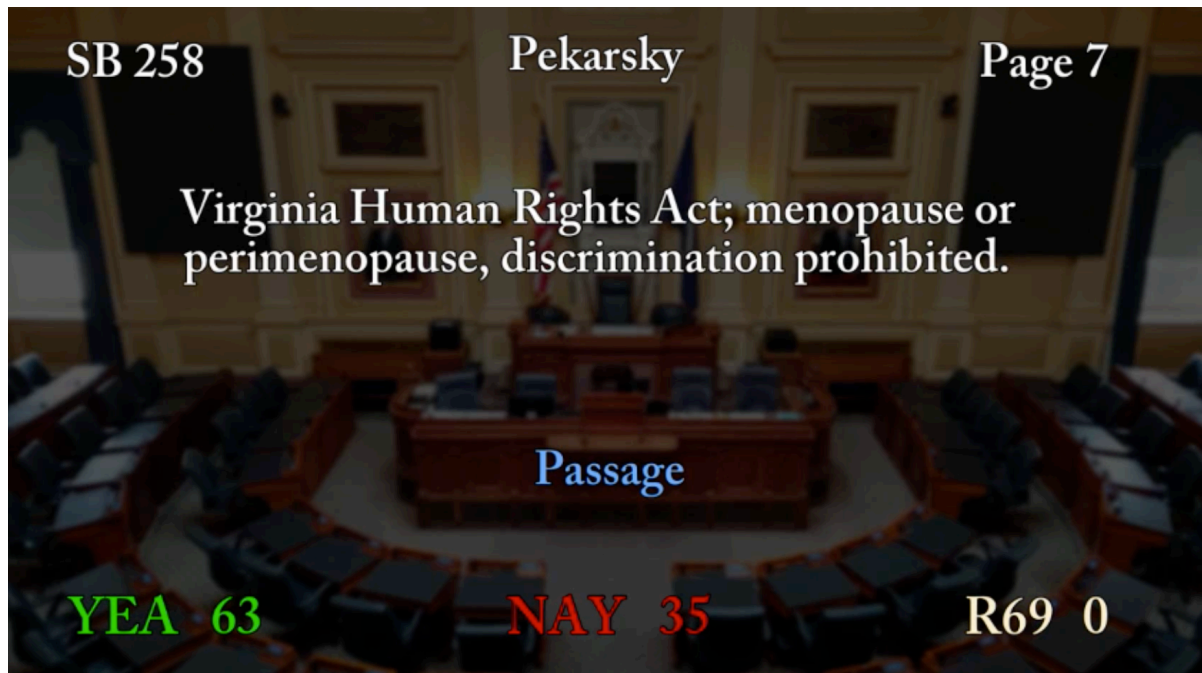 SB 258
Pekarsky
Page 7
Virginia Human Rights Act; menopause or
perimenopause, discrimination prohibited.
Passage
YEA 63
NAY 35
R69 0